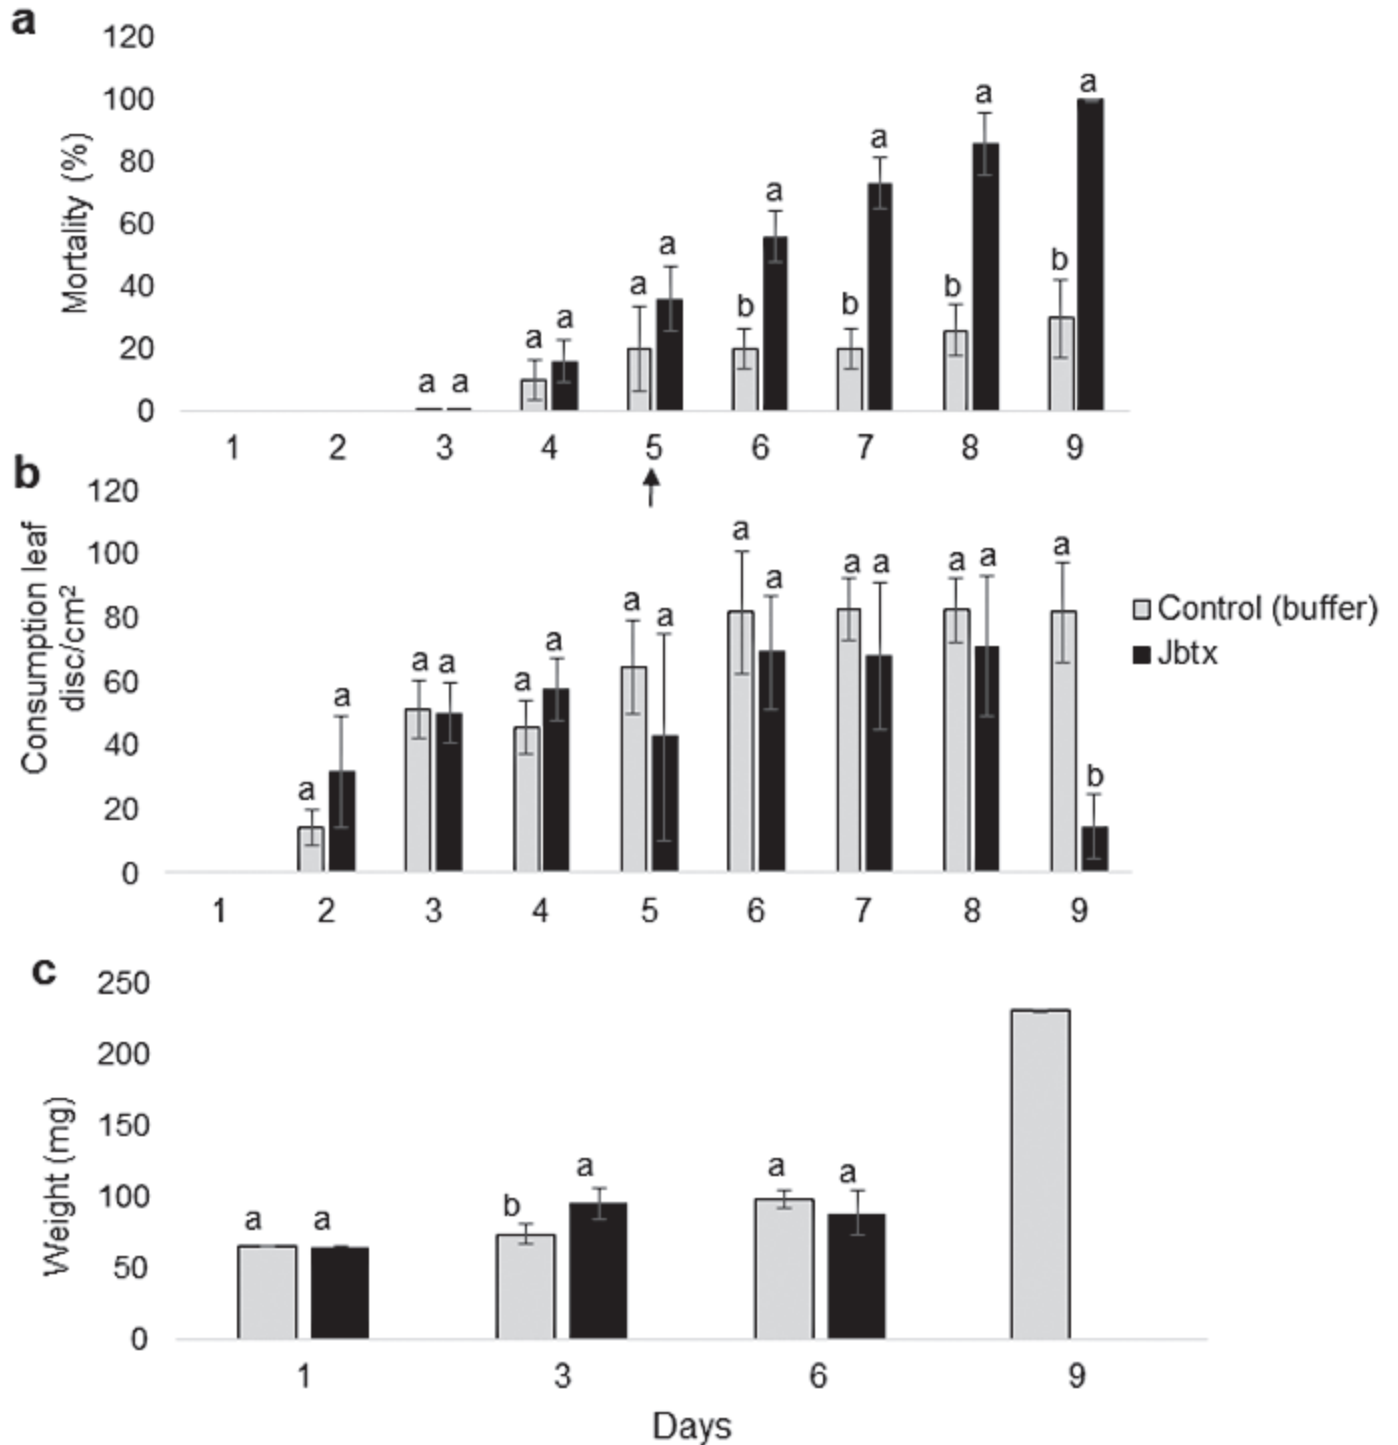 a
120
100
80
60
40
20
0
Mortality (%)
a a
a a
a a
b a
b a
b a
b a
1 2 3 4 5 6 7 8 9
b
120
100
80
60
40
20
0
Consumption leaf
disc/cm²
a a
a a
a a
a a
a a
a a
a a
a b
1 2 3 4 5 6 7 8 9
Control (buffer)
Jbtx
c
250
200
150
100
50
0
Weight (mg)
a a
b a
a a
1 3 6 9
Days